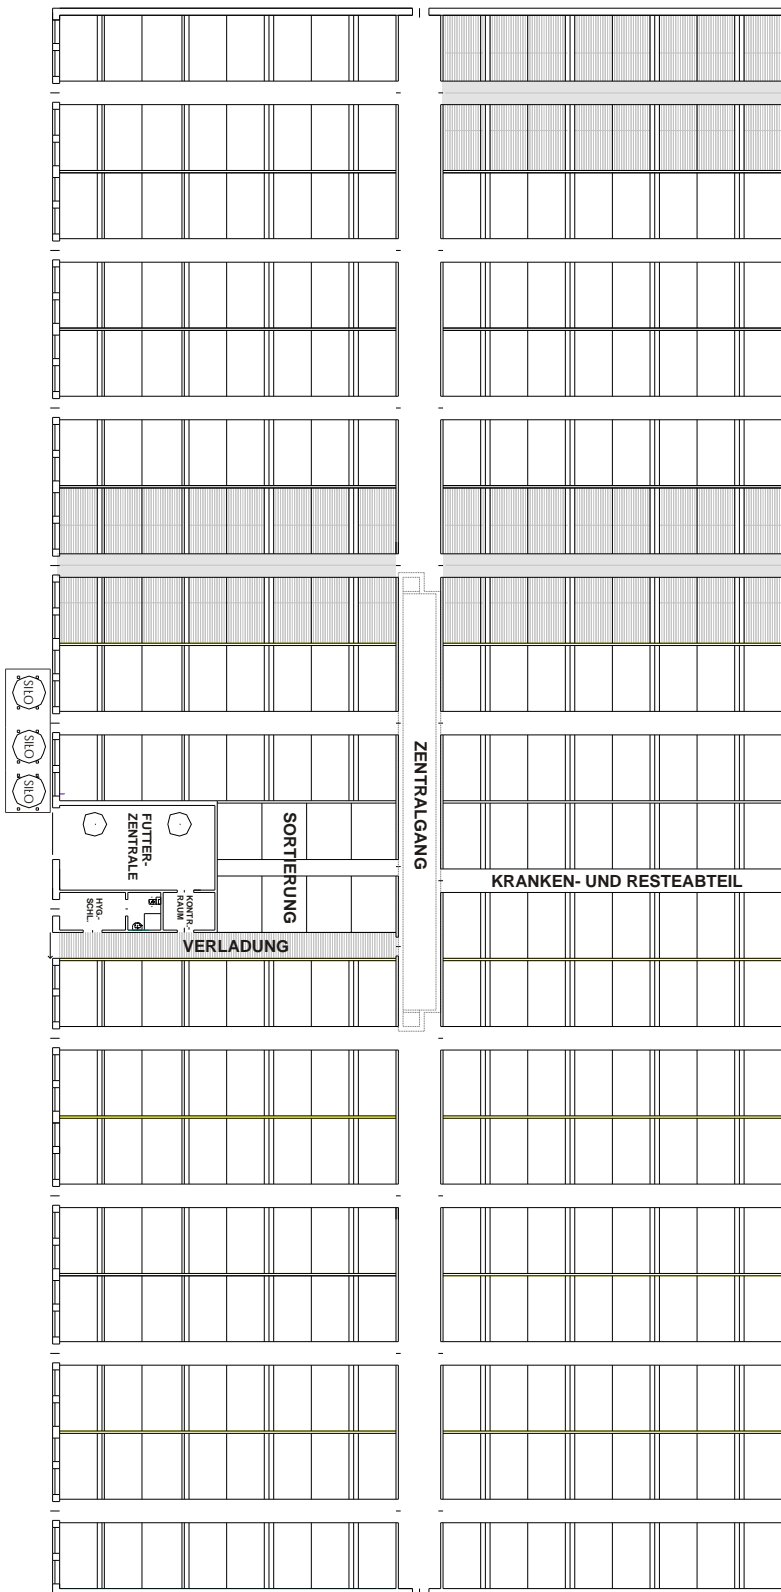 SILO
SILO
SILO
FUTTER-
ZENTRALE
SORTIERUNG
ZENTRALGANG
KRANKEN- UND RESTEABTEIL
HYG.-
SCHL.
KONTR.-
RAUM
VERLADUNG